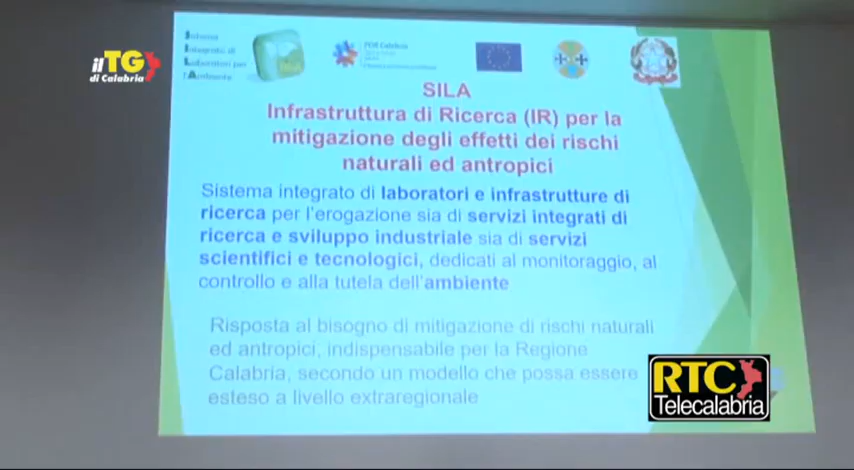 il TG
di Calabria
Sistema
Integrato di
Laboratori per
l'Ambiente
POR Calabria
SILA
Infrastruttura di Ricerca (IR) per la
mitigazione degli effetti dei rischi
naturali ed antropici
Sistema integrato di laboratori e infrastrutture di
ricerca per l'erogazione sia di servizi integrati di
ricerca e sviluppo industriale sia di servizi
scientifici e tecnologici, dedicati al monitoraggio, al
controllo e alla tutela dell'ambiente
Risposta al bisogno di mitigazione di rischi naturali
ed antropici, indispensabile per la Regione
Calabria, secondo un modello che possa essere
esteso a livello extraregionale
RTC
Telecalabria